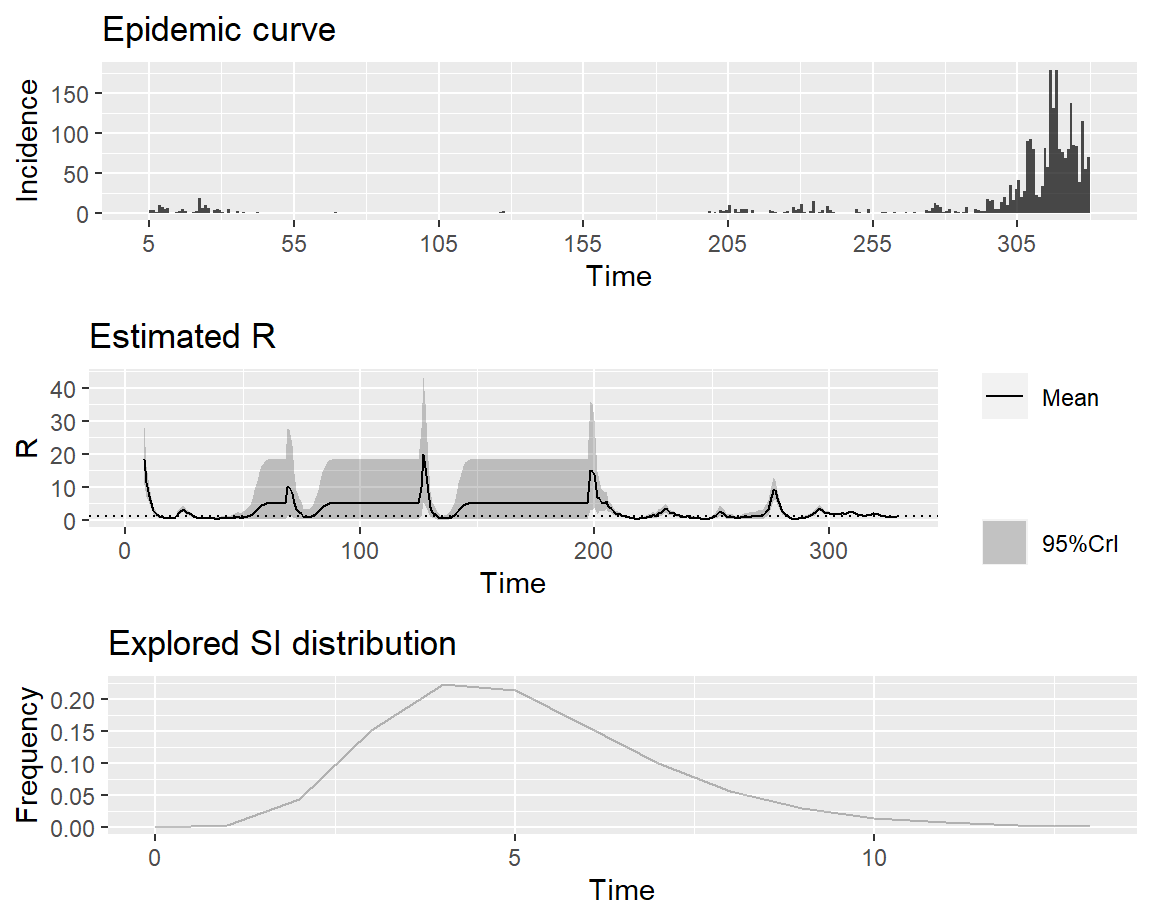 Epidemic curve
Incidence
150
100
50
0
5 55 105 155 205 255 305
Time
Estimated R
R
40
30
20
10
0
0 100 200 300
Time
Mean
95%CrI
Explored SI distribution
Frequency
0.20
0.15
0.10
0.05
0.00
0 5 10
Time